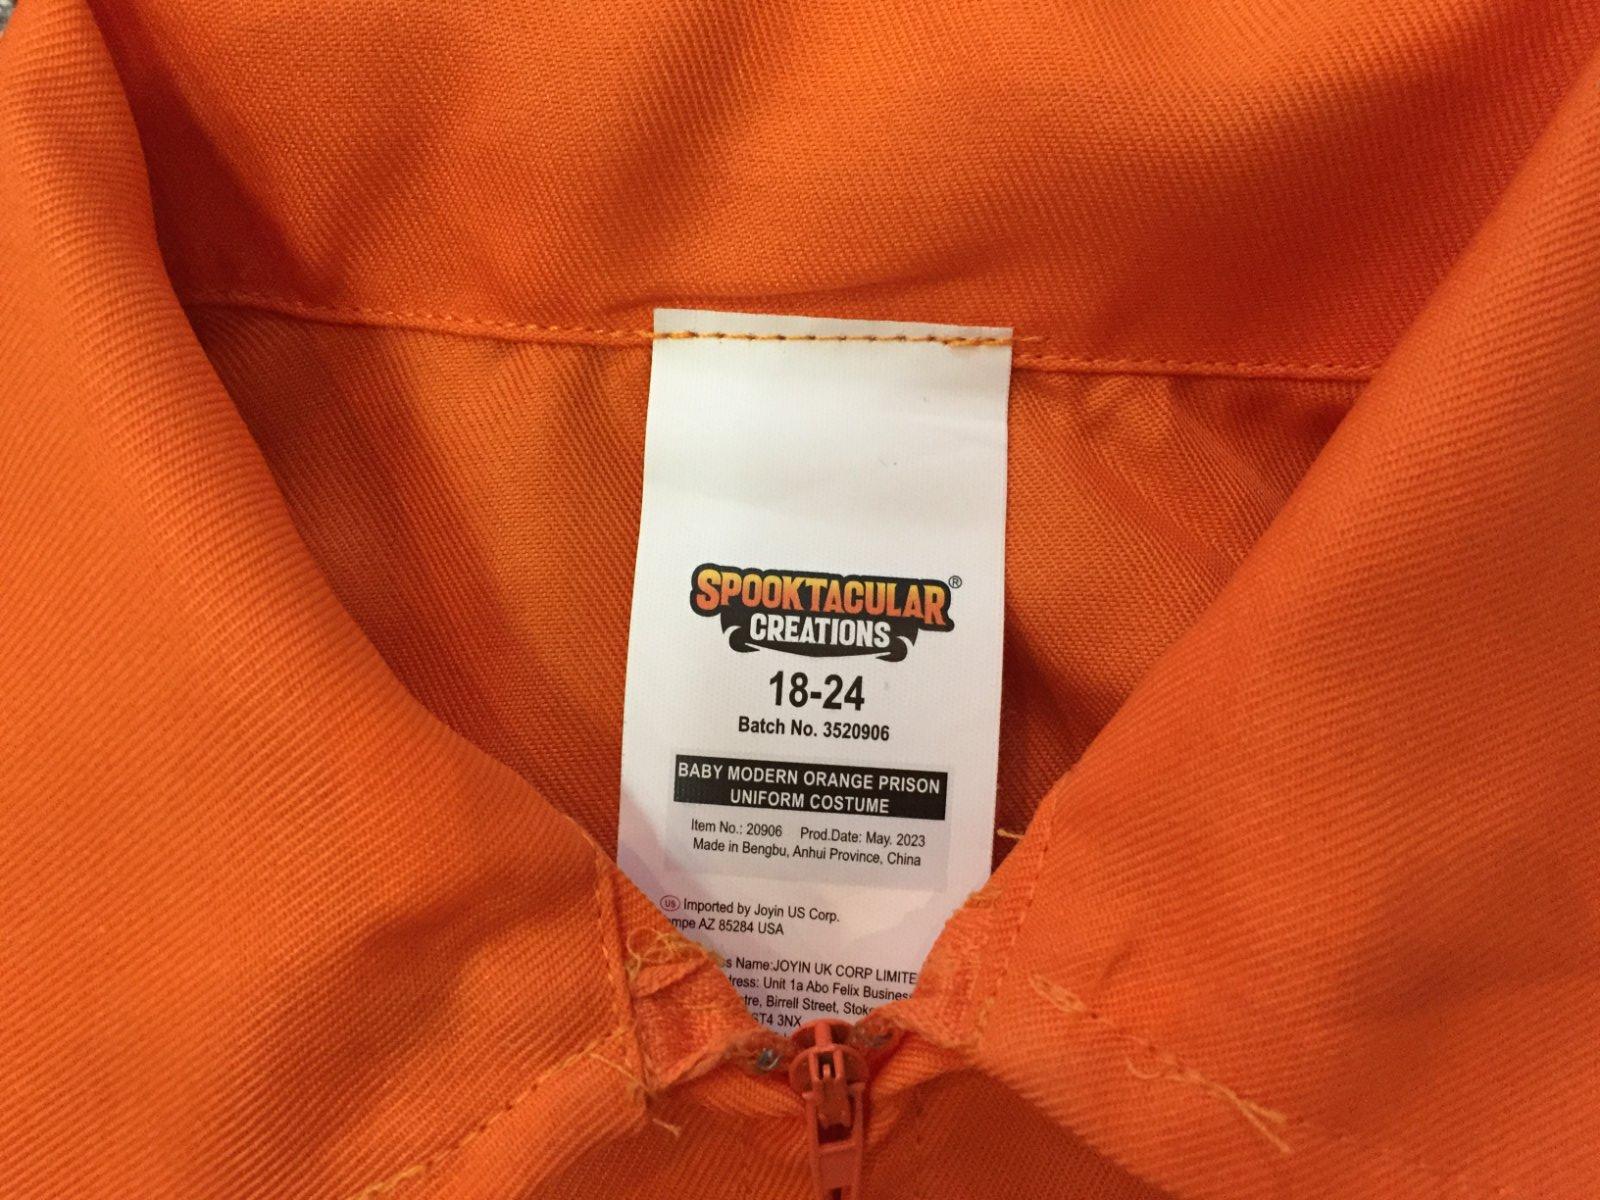 SPOOKTACULAR®
CREATIONS
18-24
Batch No. 3520906
BABY MODERN ORANGE PRISON
UNIFORM COSTUME
Item No.: 20906 Prod.Date: May. 2023
Made in Bengbu, Anhui Province, China
US Imported by Joyin US Corp.
AZ 85284 USA
Name:JOYIN UK CORP
Unit 1a Abo Felix Business
Birrell Street,
ST4 3NX